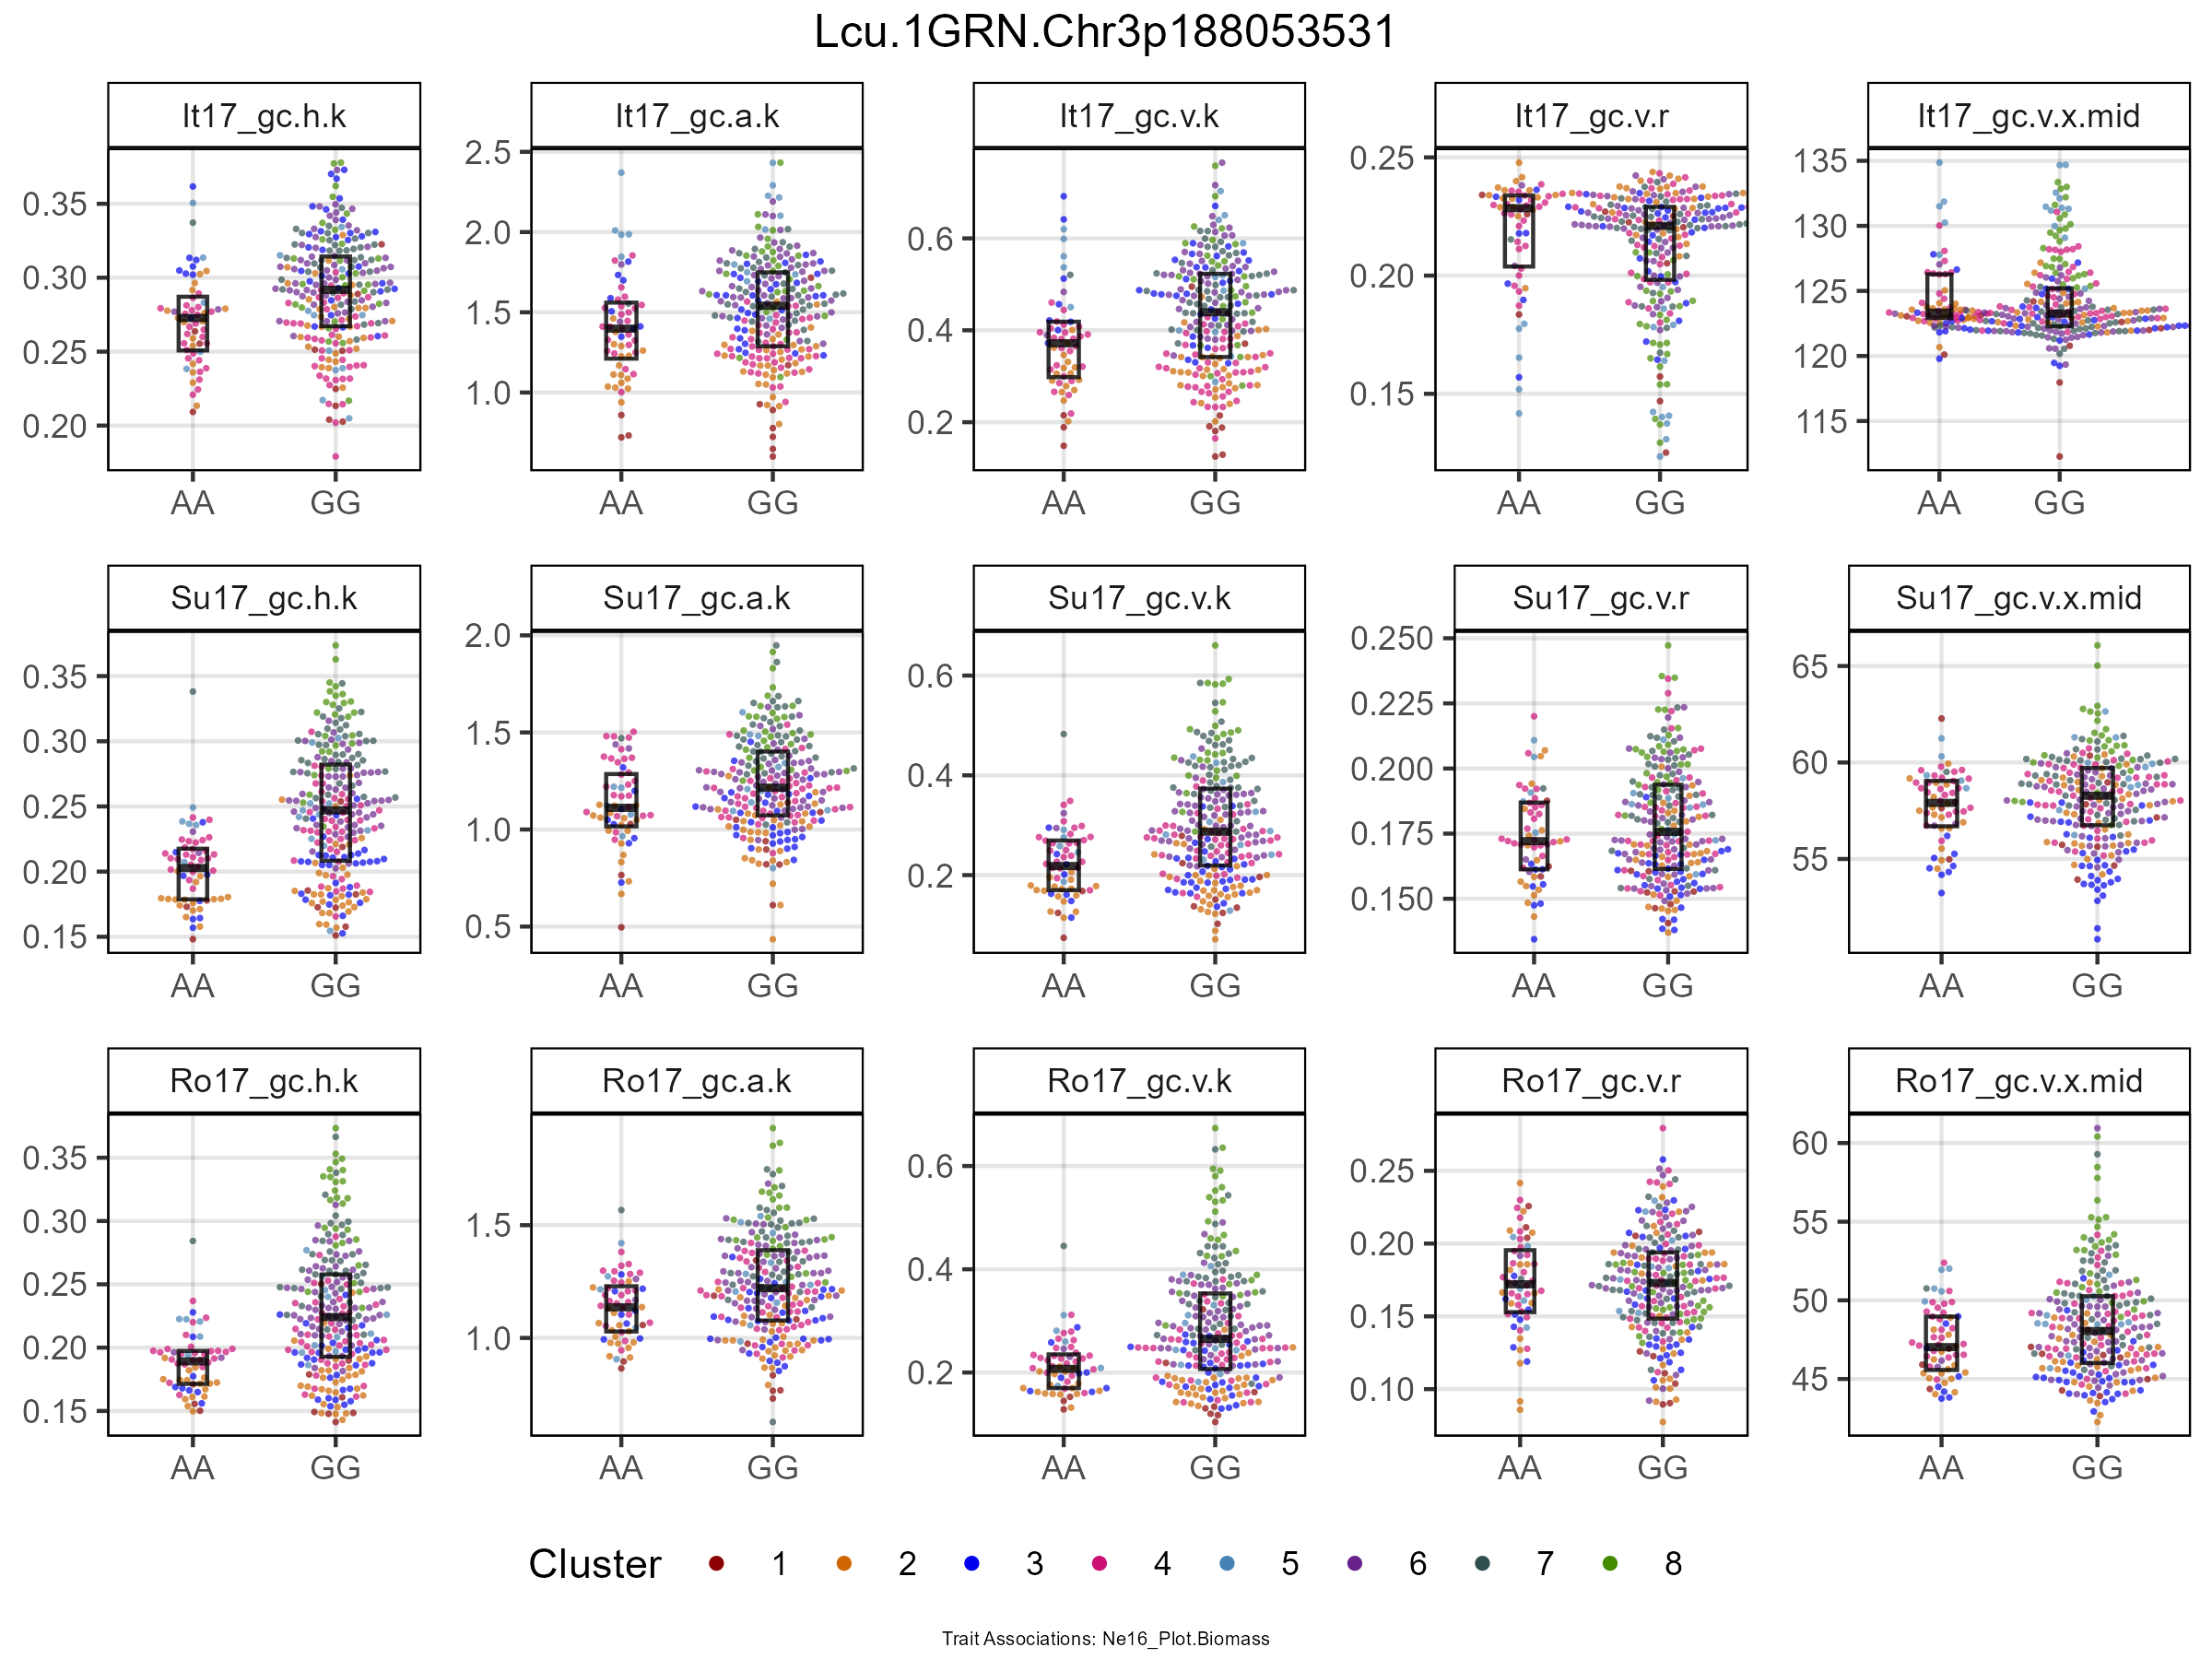 Lcu.1GRN.Chr3p188053531
It17_gc.h.k It17_gc.a.k It17_gc.v.k It17_gc.v.r It17_gc.v.x.mid
0.35 0.30 0.25 0.20
2.5 2.0 1.5 1.0
0.6 0.4 0.2
0.25 0.20 0.15
135 130 125 120 115
AA GG AA GG AA GG AA GG AA GG
Su17_gc.h.k Su17_gc.a.k Su17_gc.v.k Su17_gc.v.r Su17_gc.v.x.mid
0.35 0.30 0.25 0.20 0.15
2.0 1.5 1.0 0.5
0.6 0.4 0.2
0.250 0.225 0.200 0.175 0.150
65 60 55
AA GG AA GG AA GG AA GG AA GG
Ro17_gc.h.k Ro17_gc.a.k Ro17_gc.v.k Ro17_gc.v.r Ro17_gc.v.x.mid
0.35 0.30 0.25 0.20 0.15
1.5 1.0
0.6 0.4 0.2
0.25 0.20 0.15 0.10
60 55 50 45
AA GG AA GG AA GG AA GG AA GG
Cluster 1 2 3 4 5 6 7 8
Trait Associations: Ne16_Plot.Biomass